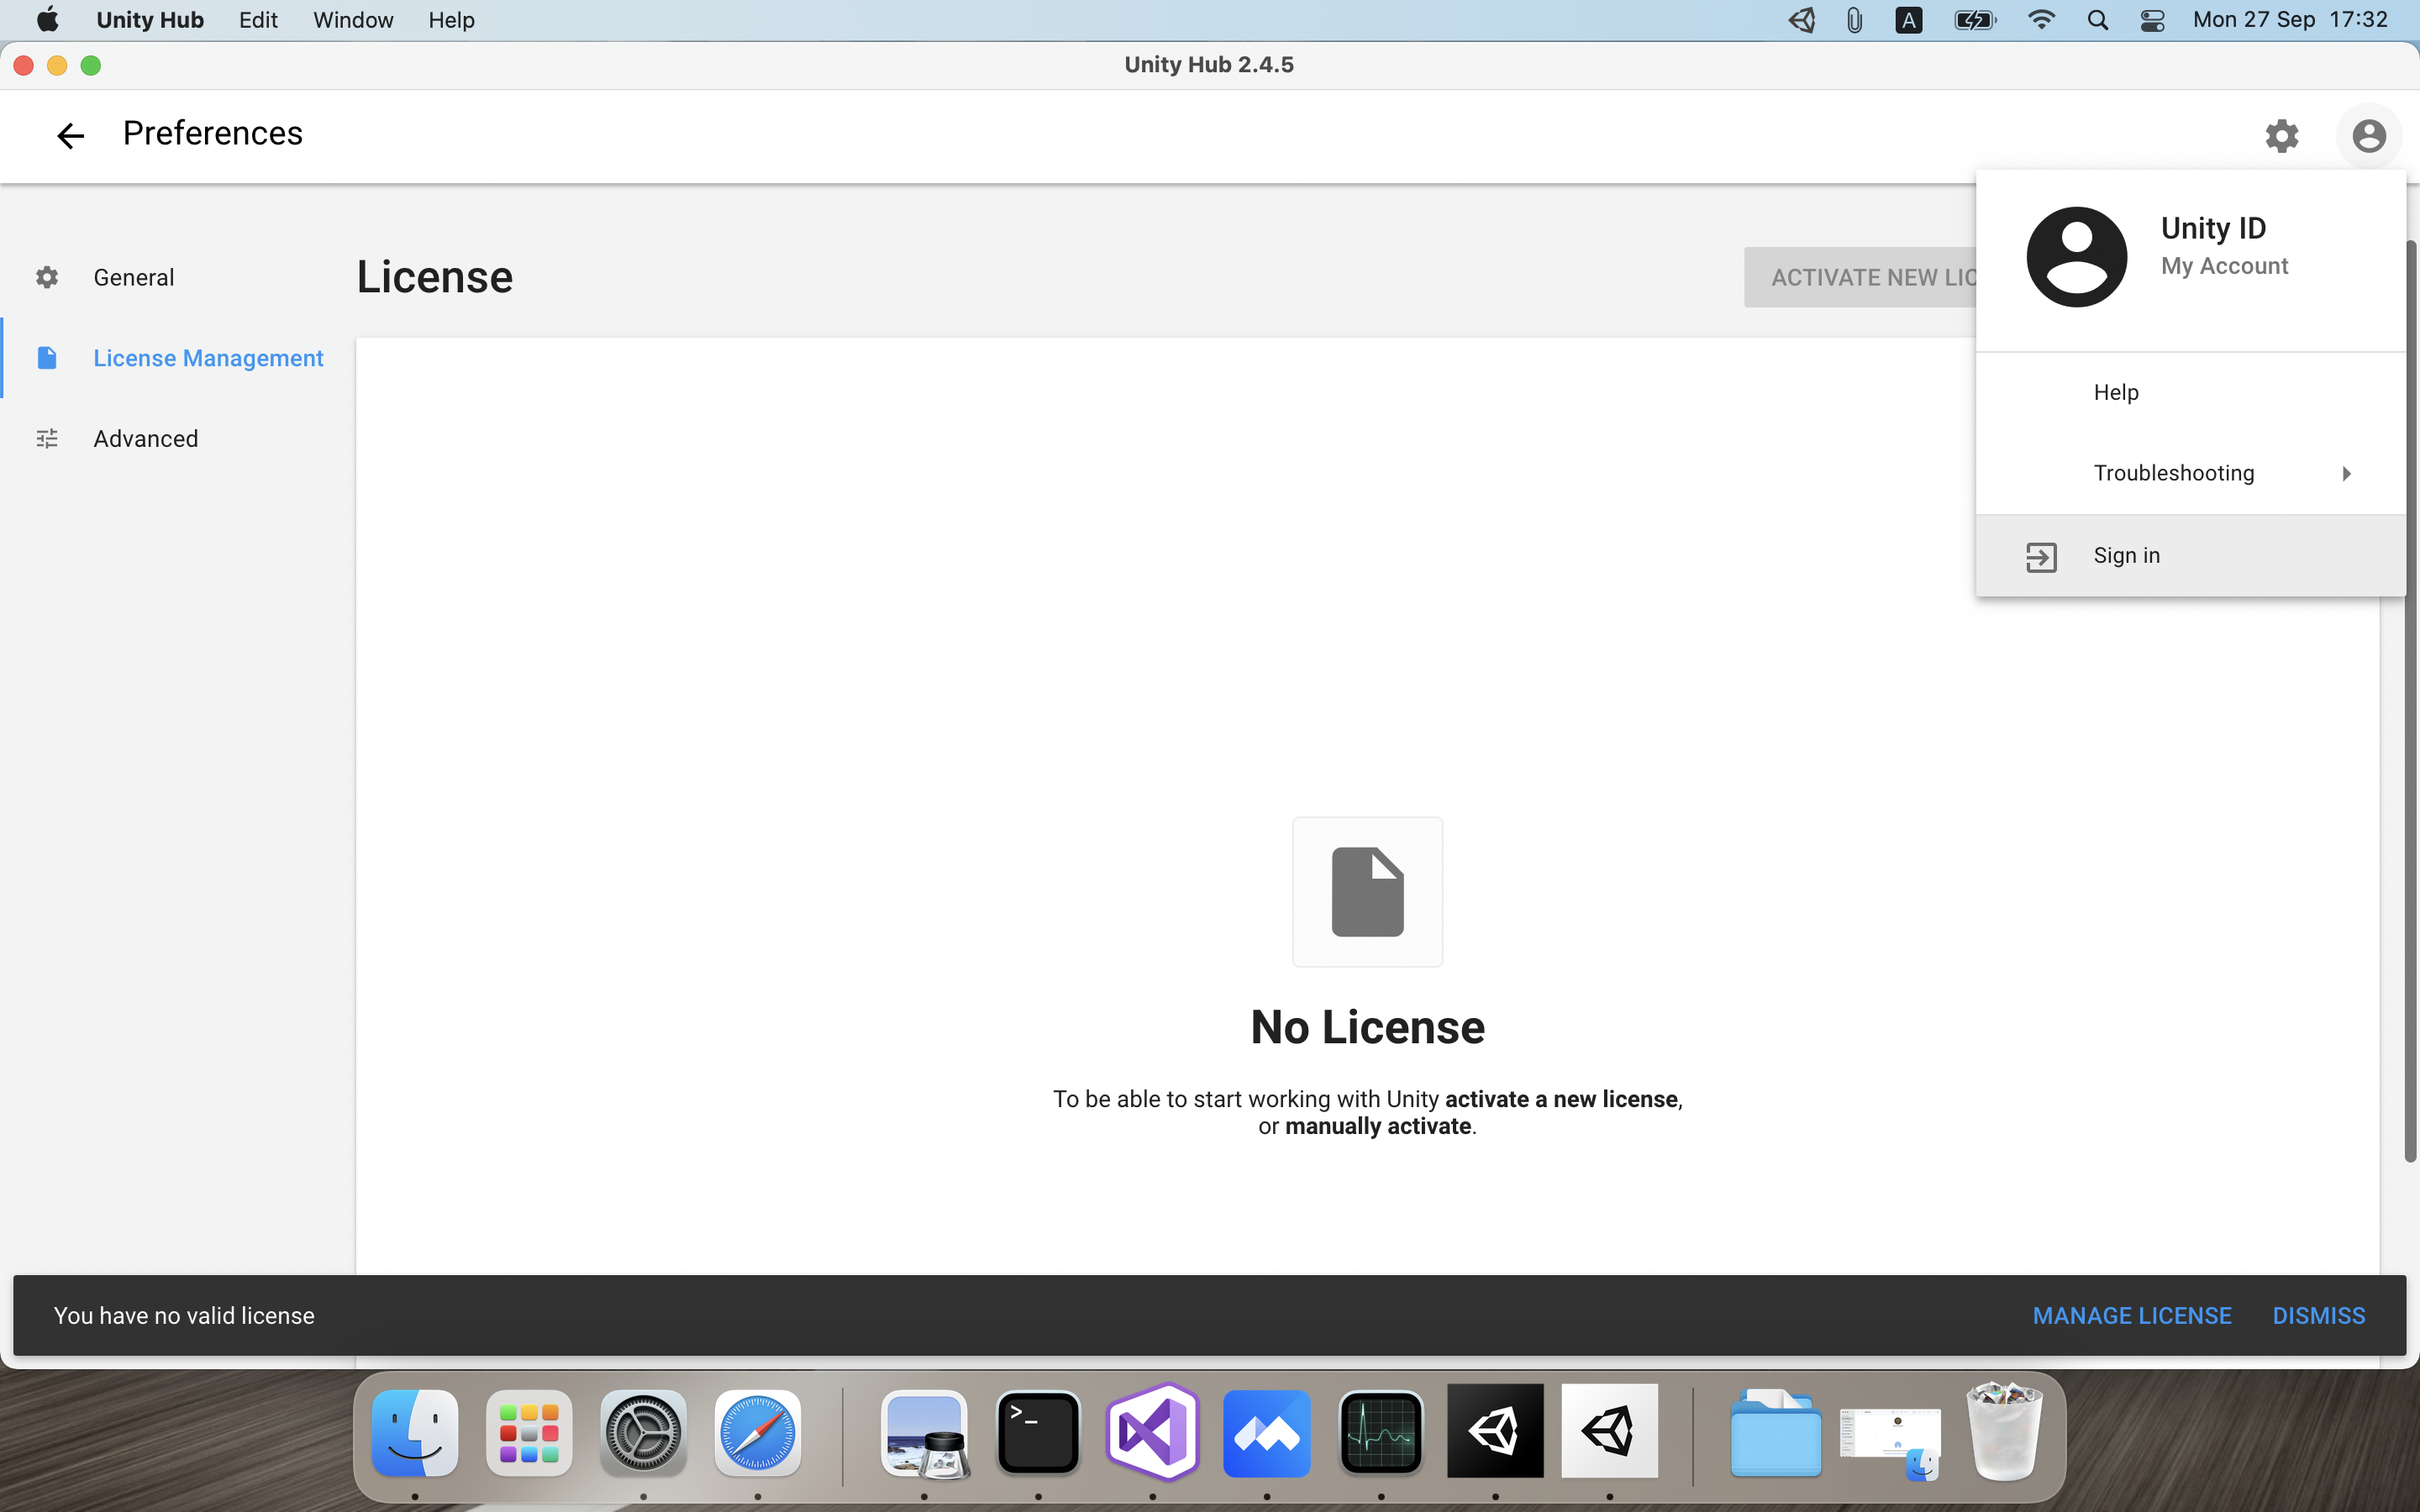 Unity Hub Edit Window Help
A Mon 27 Sep 17:32
Unity Hub 2.4.5
Preferences
General
License Management
Advanced
License
ACTIVATE NEW LIC
Unity ID
My Account
Help
Troubleshooting
Sign in
No License
To be able to start working with Unity activate a new license,
or manually activate.
You have no valid license
MANAGE LICENSE DISMISS
>_